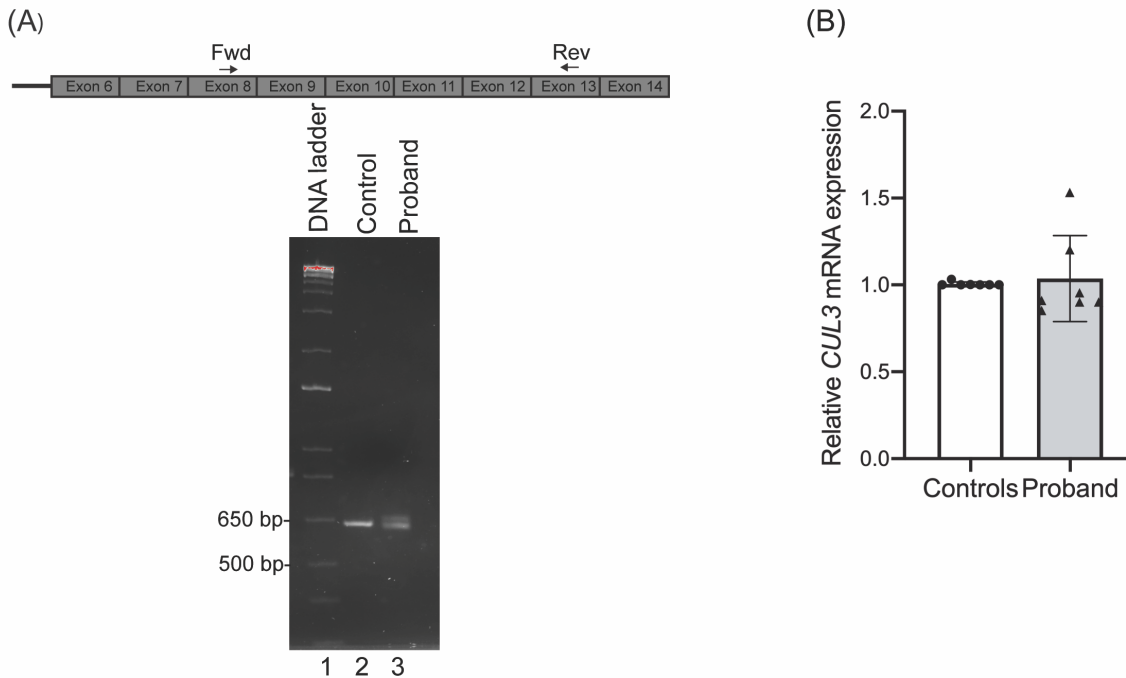 (A)
Fwd
Rev
Exon 6 Exon 7 Exon 8 Exon 9 Exon 10 Exon 11 Exon 12 Exon 13 Exon 14
DNA ladder
Control
Proband
650 bp-
500 bp-
1 2 3
(B)
Relative CUL3 mRNA expression
2.0
1.5
1.0
0.5
0.0
Controls Proband